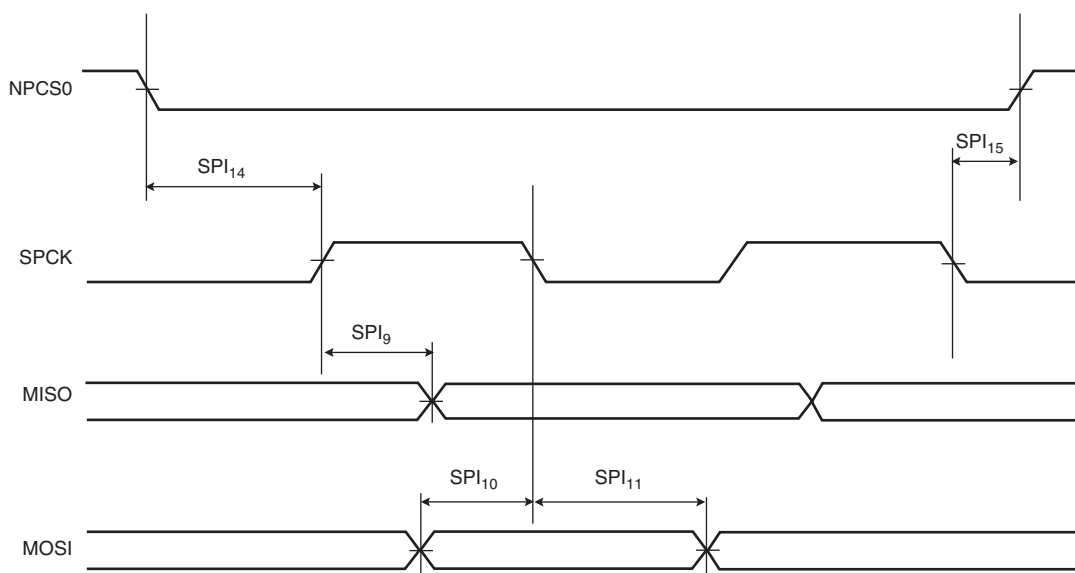 NPCS0
SPI₁₄
SPI₁₅
SPCK
SPI₉
MISO
SPI₁₀
SPI₁₁
MOSI